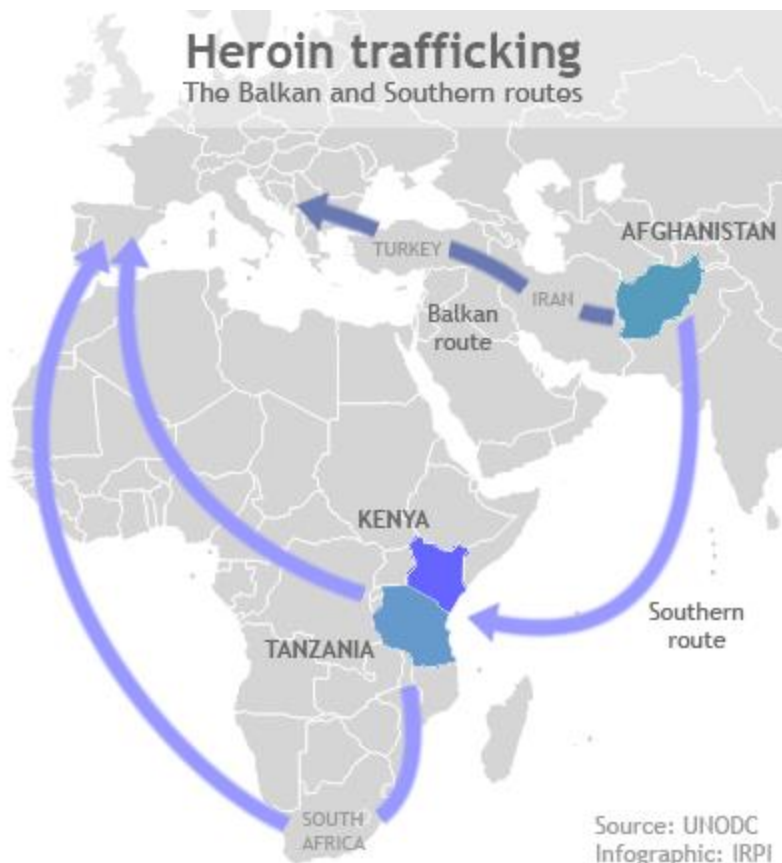 Heroin trafficking
The Balkan and Southern routes
AFGHANISTAN
TURKEY
IRAN
Balkan
route
KENYA
Southern
route
TANZANIA
SOUTH
AFRICA
Source: UNODC
Infographic: IRPI